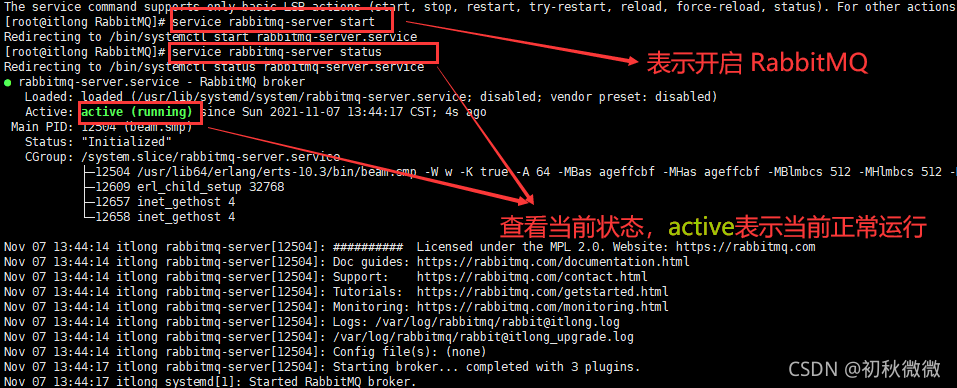 The service command supports only basic LSB actions (start, stop, restart, try-restart, reload, force-reload, status). For other actions
[root@itlong RabbitMQ]# service rabbitmq-server start
Redirecting to /bin/systemctl start rabbitmq-server.service
表示开启 RabbitMQ
[root@itlong RabbitMQ]# service rabbitmq-server status
Redirecting to /bin/systemctl status rabbitmq-server.service
● rabbitmq-server.service - RabbitMQ broker
Loaded: loaded (/usr/lib/systemd/system/rabbitmq-server.service; disabled; vendor preset: disabled)
Active: active (running) since Sun 2021-11-07 13:44:17 CST; 4s ago
Main PID: 12504 (beam.smp)
Status: "Initialized"
CGroup: /system.slice/rabbitmq-server.service
├─12504 /usr/lib64/erlang/erts-10.3/bin/beam.smp -W w -K true -A 64 -MBas ageffcbf -MHas ageffcbf -MBlmbcs 512 -MHlmbcs 512 -
├─12609 erl_child_setup 32768
├─12657 inet_gethost 4
└─12658 inet_gethost 4
查看当前状态，active表示当前正常运行
Nov 07 13:44:14 itlong rabbitmq-server[12504]: ########## Licensed under the MPL 2.0. Website: https://rabbitmq.com
Nov 07 13:44:14 itlong rabbitmq-server[12504]: Doc guides: https://rabbitmq.com/documentation.html
Nov 07 13:44:14 itlong rabbitmq-server[12504]: Support: https://rabbitmq.com/contact.html
Nov 07 13:44:14 itlong rabbitmq-server[12504]: Tutorials: https://rabbitmq.com/getstarted.html
Nov 07 13:44:14 itlong rabbitmq-server[12504]: Monitoring: https://rabbitmq.com/monitoring.html
Nov 07 13:44:14 itlong rabbitmq-server[12504]: Logs: /var/log/rabbitmq/rabbit@itlong.log
Nov 07 13:44:14 itlong rabbitmq-server[12504]: /var/log/rabbitmq/rabbit@itlong_upgrade.log
Nov 07 13:44:14 itlong rabbitmq-server[12504]: Config file(s): (none)
Nov 07 13:44:17 itlong rabbitmq-server[12504]: Starting broker... completed with 3 plugins.
Nov 07 13:44:17 itlong systemd[1]: Started RabbitMQ broker.
CSDN @初秋微微